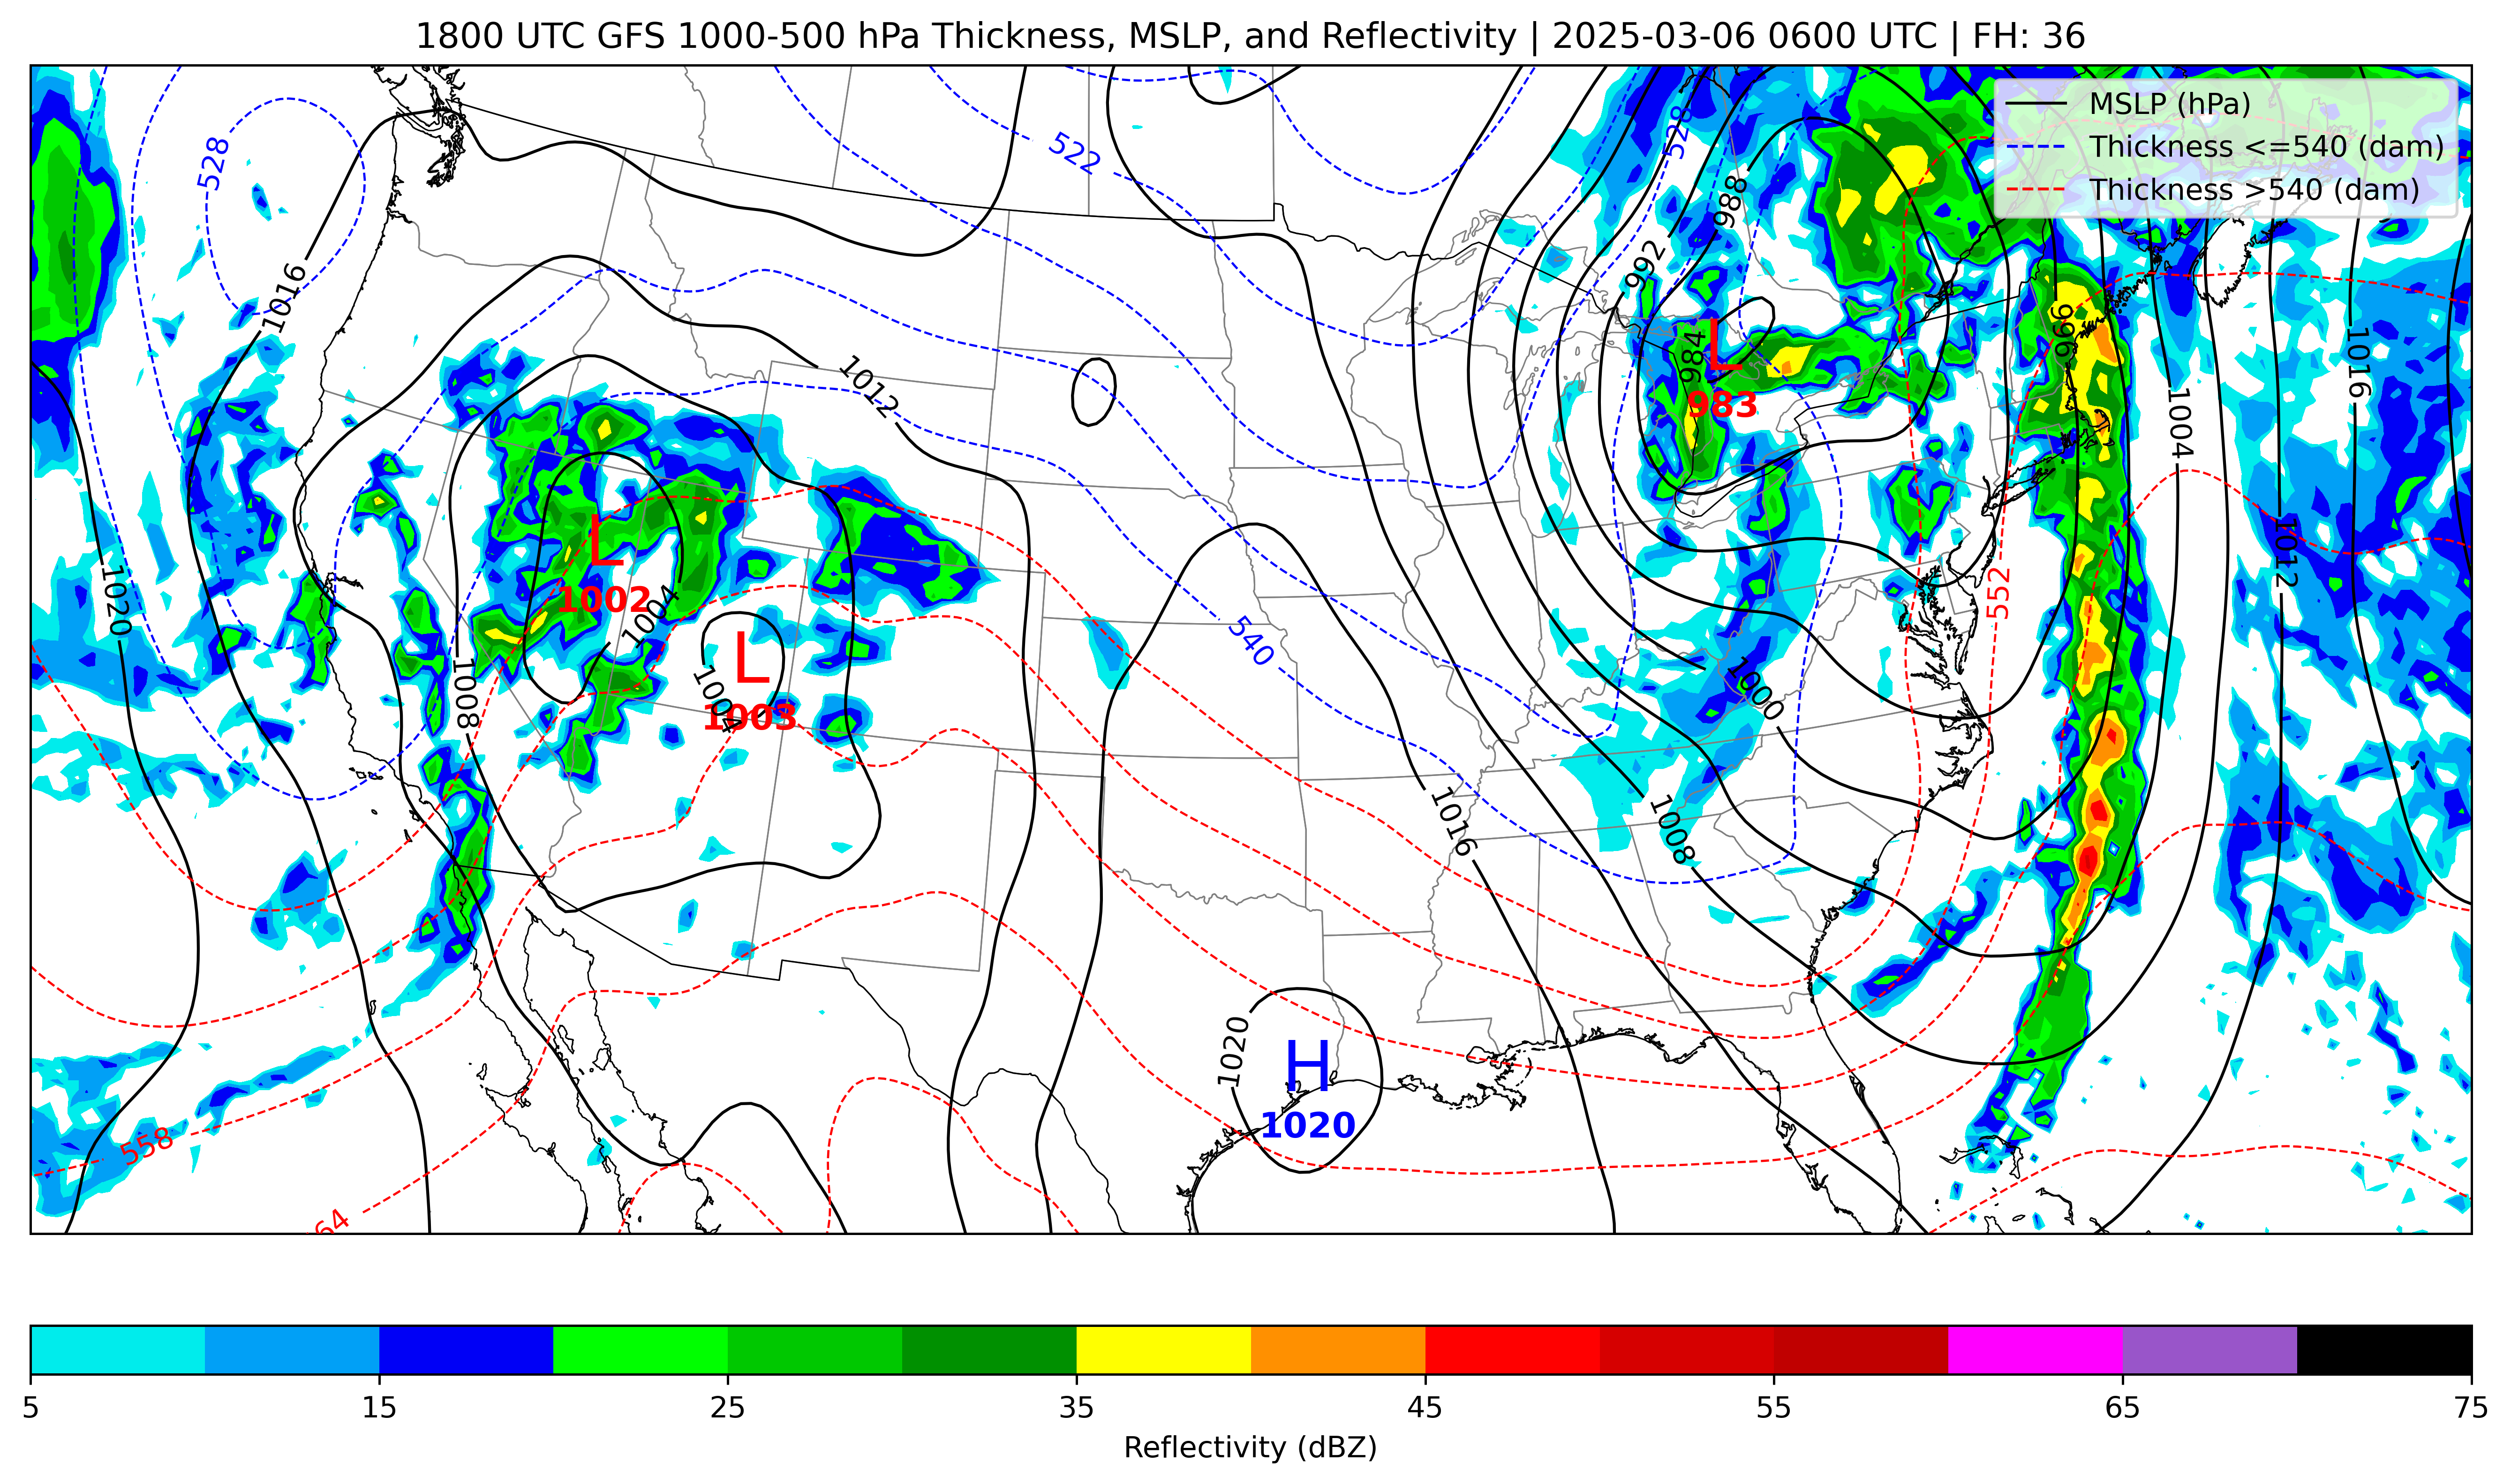 1800 UTC GFS 1000-500 hPa Thickness, MSLP, and Reflectivity | 2025-03-06 0600 UTC | FH: 36
MSLP (hPa)
Thickness <=540 (dam)
Thickness >540 (dam)
528
522
528
988
992
1016
984
L
983
996
1016
1004
1012
1020
1012
L
1002
1004
L
1004
1003
1008
540
552
1000
1016
1008
1020
H
1020
558
64
5 15 25 35 45 55 65 75
Reflectivity (dBZ)